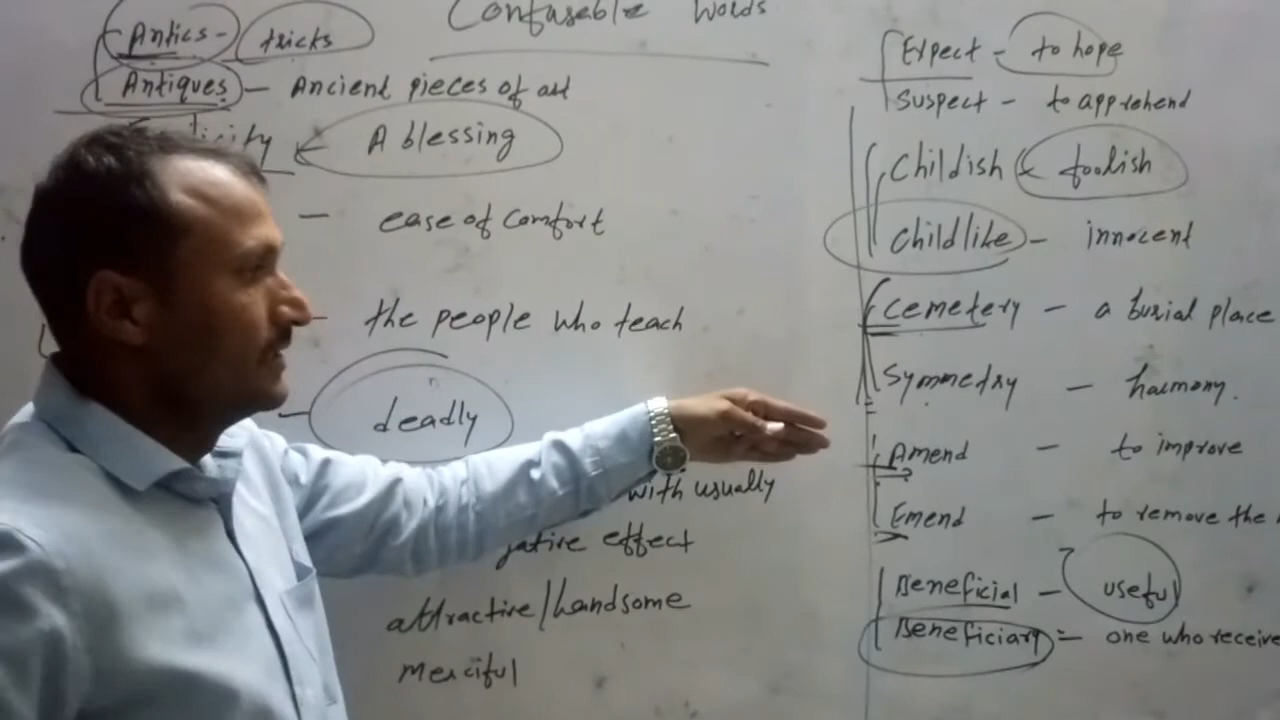 Confusable Words
Antics - tricks
Antiques - Ancient pieces of art
A blessing
- ease of comfort
- the people who teach
- deadly
with usually
effect
attractive/handsome
merciful
Expect - to hope
Suspect - to apprehend
Childish - foolish
Childlike - innocent
Cemetery - a burial place
Symmetry - harmony.
Amend - to improve
Emend - to remove the
Beneficial - useful
Beneficiary - one who receive